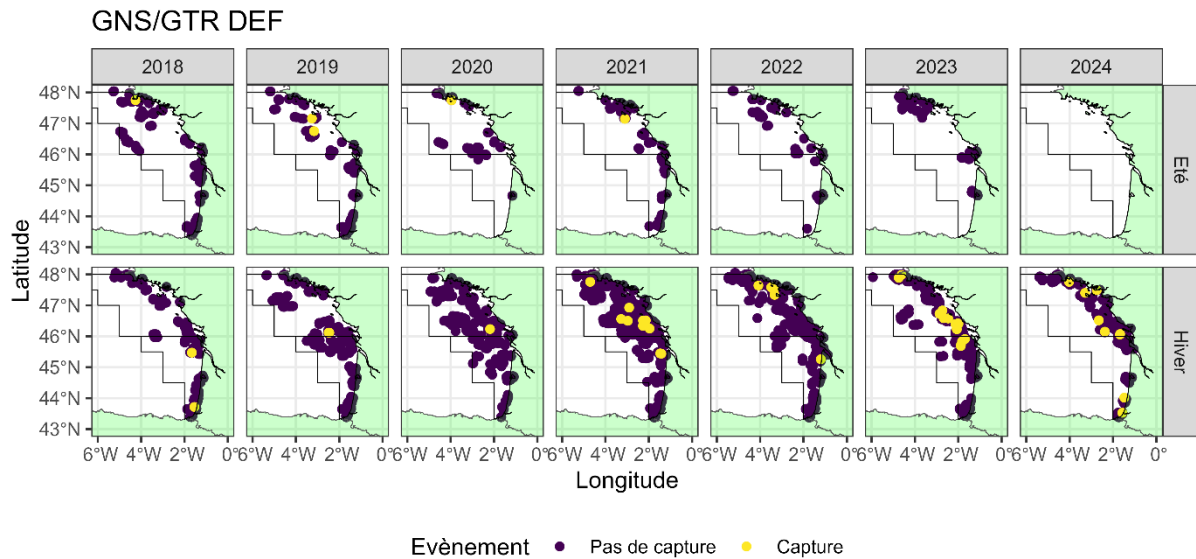 GNS/GTR DEF
2018 2019 2020 2021 2022 2023 2024
48°N
47°N
46°N
45°N
44°N
43°N
Eté
Latitude
48°N
47°N
46°N
45°N
44°N
43°N
Hiver
6°W 4°W 2°W 0°6°W 4°W 2°W 0°6°W 4°W 2°W 0°6°W 4°W 2°W 0°6°W 4°W 2°W 0°6°W 4°W 2°W 0°6°W 4°W 2°W 0°
Longitude
Evènement Pas de capture Capture